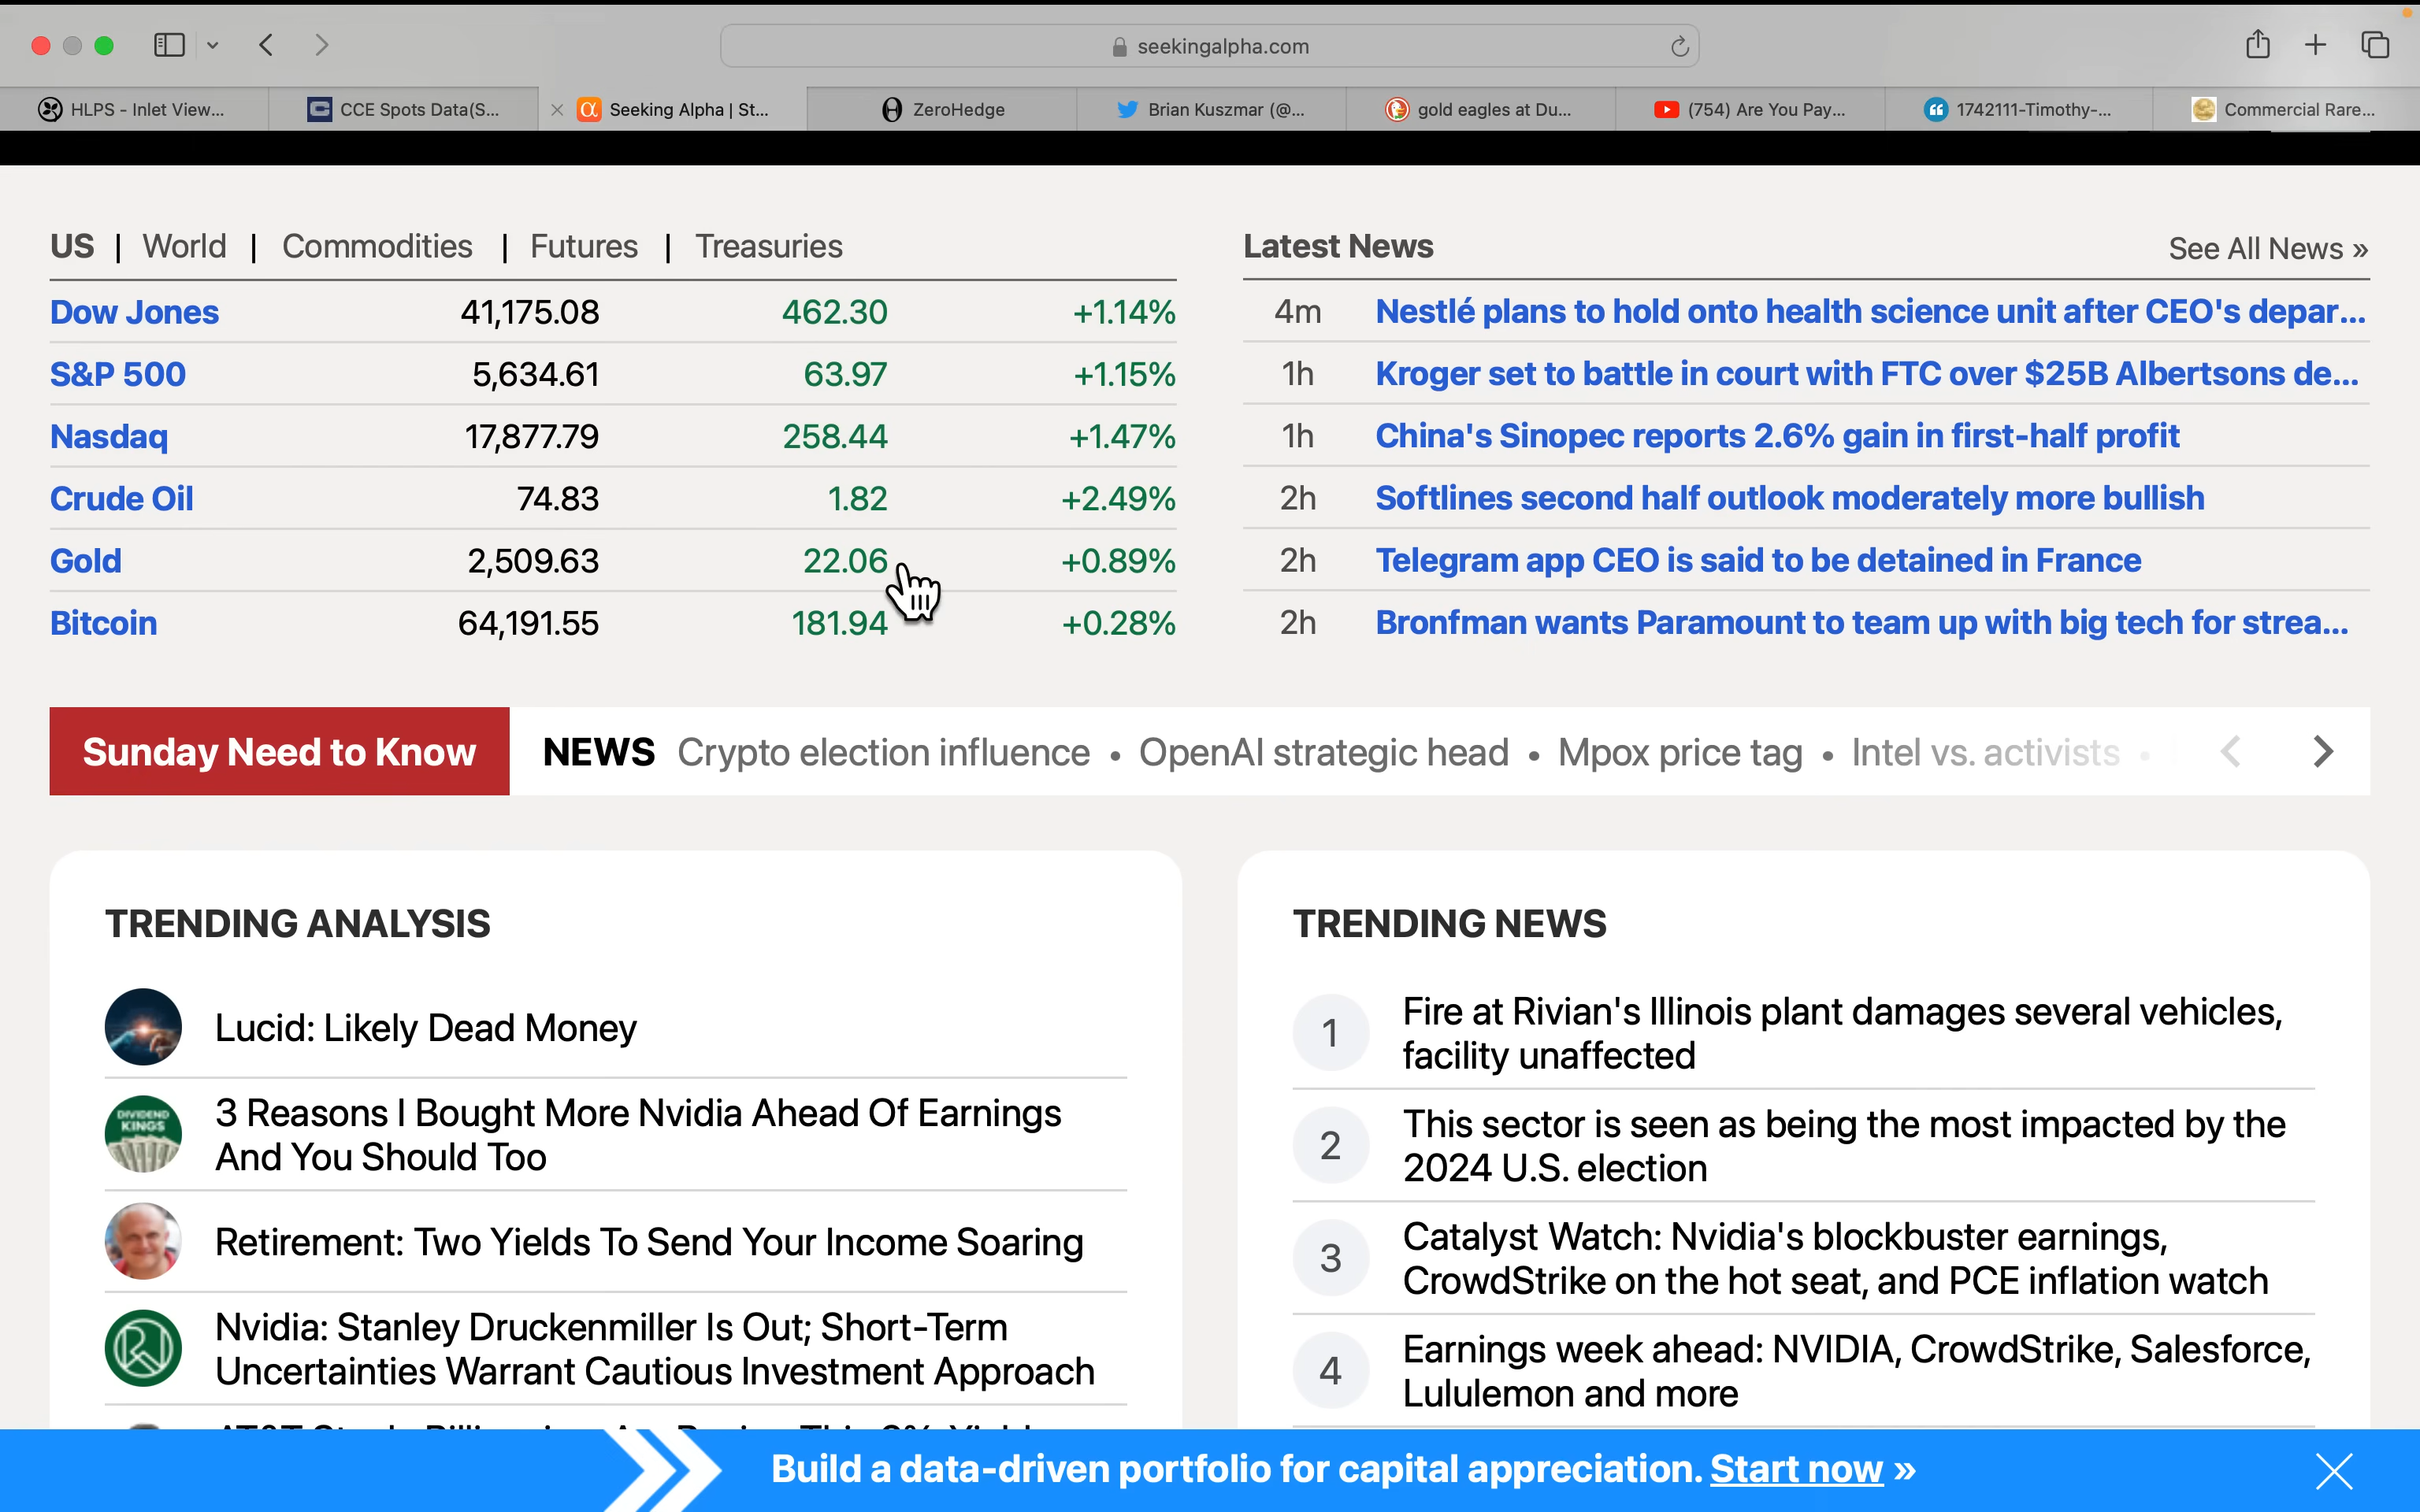 seekingalpha.com
HLPS - Inlet View...
CCE Spots Data(S...
Seeking Alpha | St...
ZeroHedge
Brian Kuszmar (@...
gold eagles at Du...
(754) Are You Pay...
1742111-Timothy-...
Commercial Rare...
US | World | Commodities | Futures | Treasuries
Dow Jones 41,175.08 462.30 +1.14%
S&P 500 5,634.61 63.97 +1.15%
Nasdaq 17,877.79 258.44 +1.47%
Crude Oil 74.83 1.82 +2.49%
Gold 2,509.63 22.06 +0.89%
Bitcoin 64,191.55 181.94 +0.28%
Latest News See All News »
4m Nestlé plans to hold onto health science unit after CEO's depar...
1h Kroger set to battle in court with FTC over $25B Albertsons de...
1h China's Sinopec reports 2.6% gain in first-half profit
2h Softlines second half outlook moderately more bullish
2h Telegram app CEO is said to be detained in France
2h Bronfman wants Paramount to team up with big tech for strea...
Sunday Need to Know NEWS Crypto election influence • OpenAI strategic head • Mpox price tag • Intel vs. activists •
TRENDING ANALYSIS
Lucid: Likely Dead Money
DIVIDEND
KINGS
3 Reasons I Bought More Nvidia Ahead Of Earnings
And You Should Too
Retirement: Two Yields To Send Your Income Soaring
Nvidia: Stanley Druckenmiller Is Out; Short-Term
Uncertainties Warrant Cautious Investment Approach
TRENDING NEWS
1 Fire at Rivian's Illinois plant damages several vehicles,
facility unaffected
2 This sector is seen as being the most impacted by the
2024 U.S. election
3 Catalyst Watch: Nvidia's blockbuster earnings,
CrowdStrike on the hot seat, and PCE inflation watch
4 Earnings week ahead: NVIDIA, CrowdStrike, Salesforce,
Lululemon and more
Build a data-driven portfolio for capital appreciation. Start now »